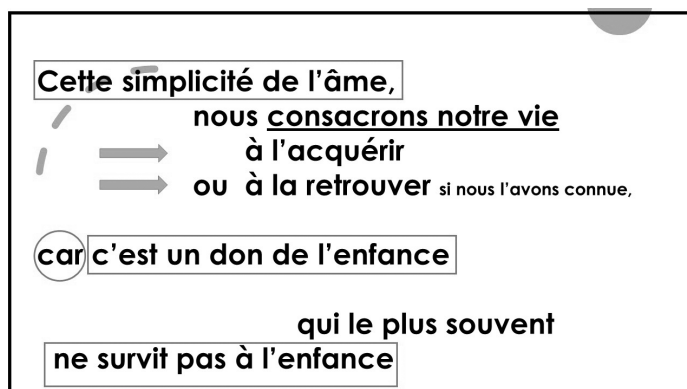 Cette simplicité de l’âme,
nous consacrons notre vie
à l’acquérir
ou à la retrouver si nous l’avons connue,
car c’est un don de l’enfance
qui le plus souvent
ne survit pas à l’enfance